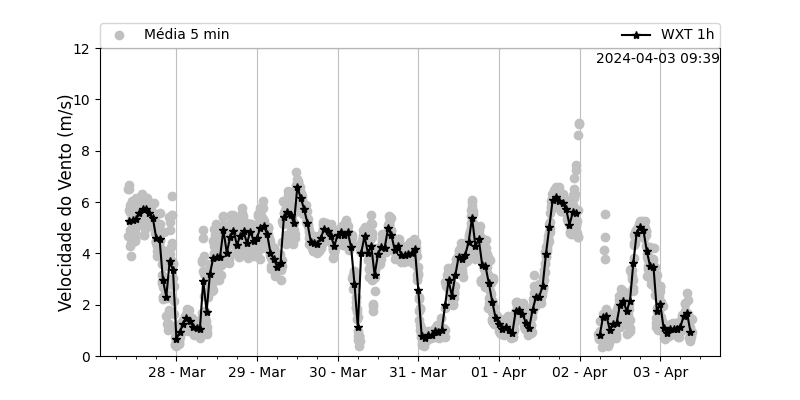 Média 5 min
WXT 1h
2024-04-03 09:39
Velocidade do Vento (m/s)
12
10
8
6
4
2
0
28 - Mar
29 - Mar
30 - Mar
31 - Mar
01 - Apr
02 - Apr
03 - Apr